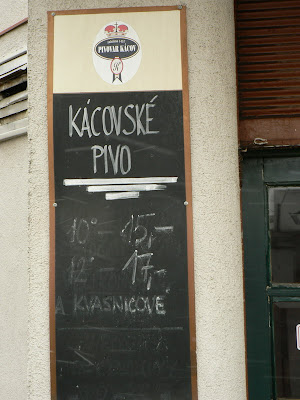 PIVOVAR KÁCOV
KÁCOVSKÉ
PIVO
10° – 15,-
12° – 17,-
A KVASNICOVÉ